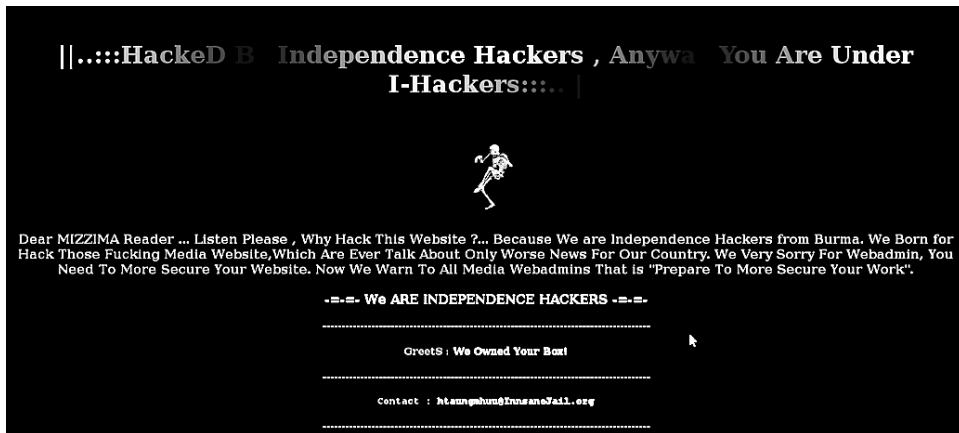 ||..:::HackeD B Independence Hackers , Anywa You Are Under
I-Hackers:::.. |
Dear MIZZIMA Reader ... Listen Please , Why Hack This Website ?... Because We are Independence Hackers from Burma. We Born for
Hack Those Fucking Media Website,Which Are Ever Talk About Only Worse News For Our Country. We Very Sorry For Webadmin, You
Need To More Secure Your Website. Now We Warn To All Media Webadmins That is "Prepare To More Secure Your Work".
-=-=- We ARE INDEPENDENCE HACKERS -=-=-
GreetS : We Owned Your Box!
Contact : htaungmhuu@InnsaneJail.org